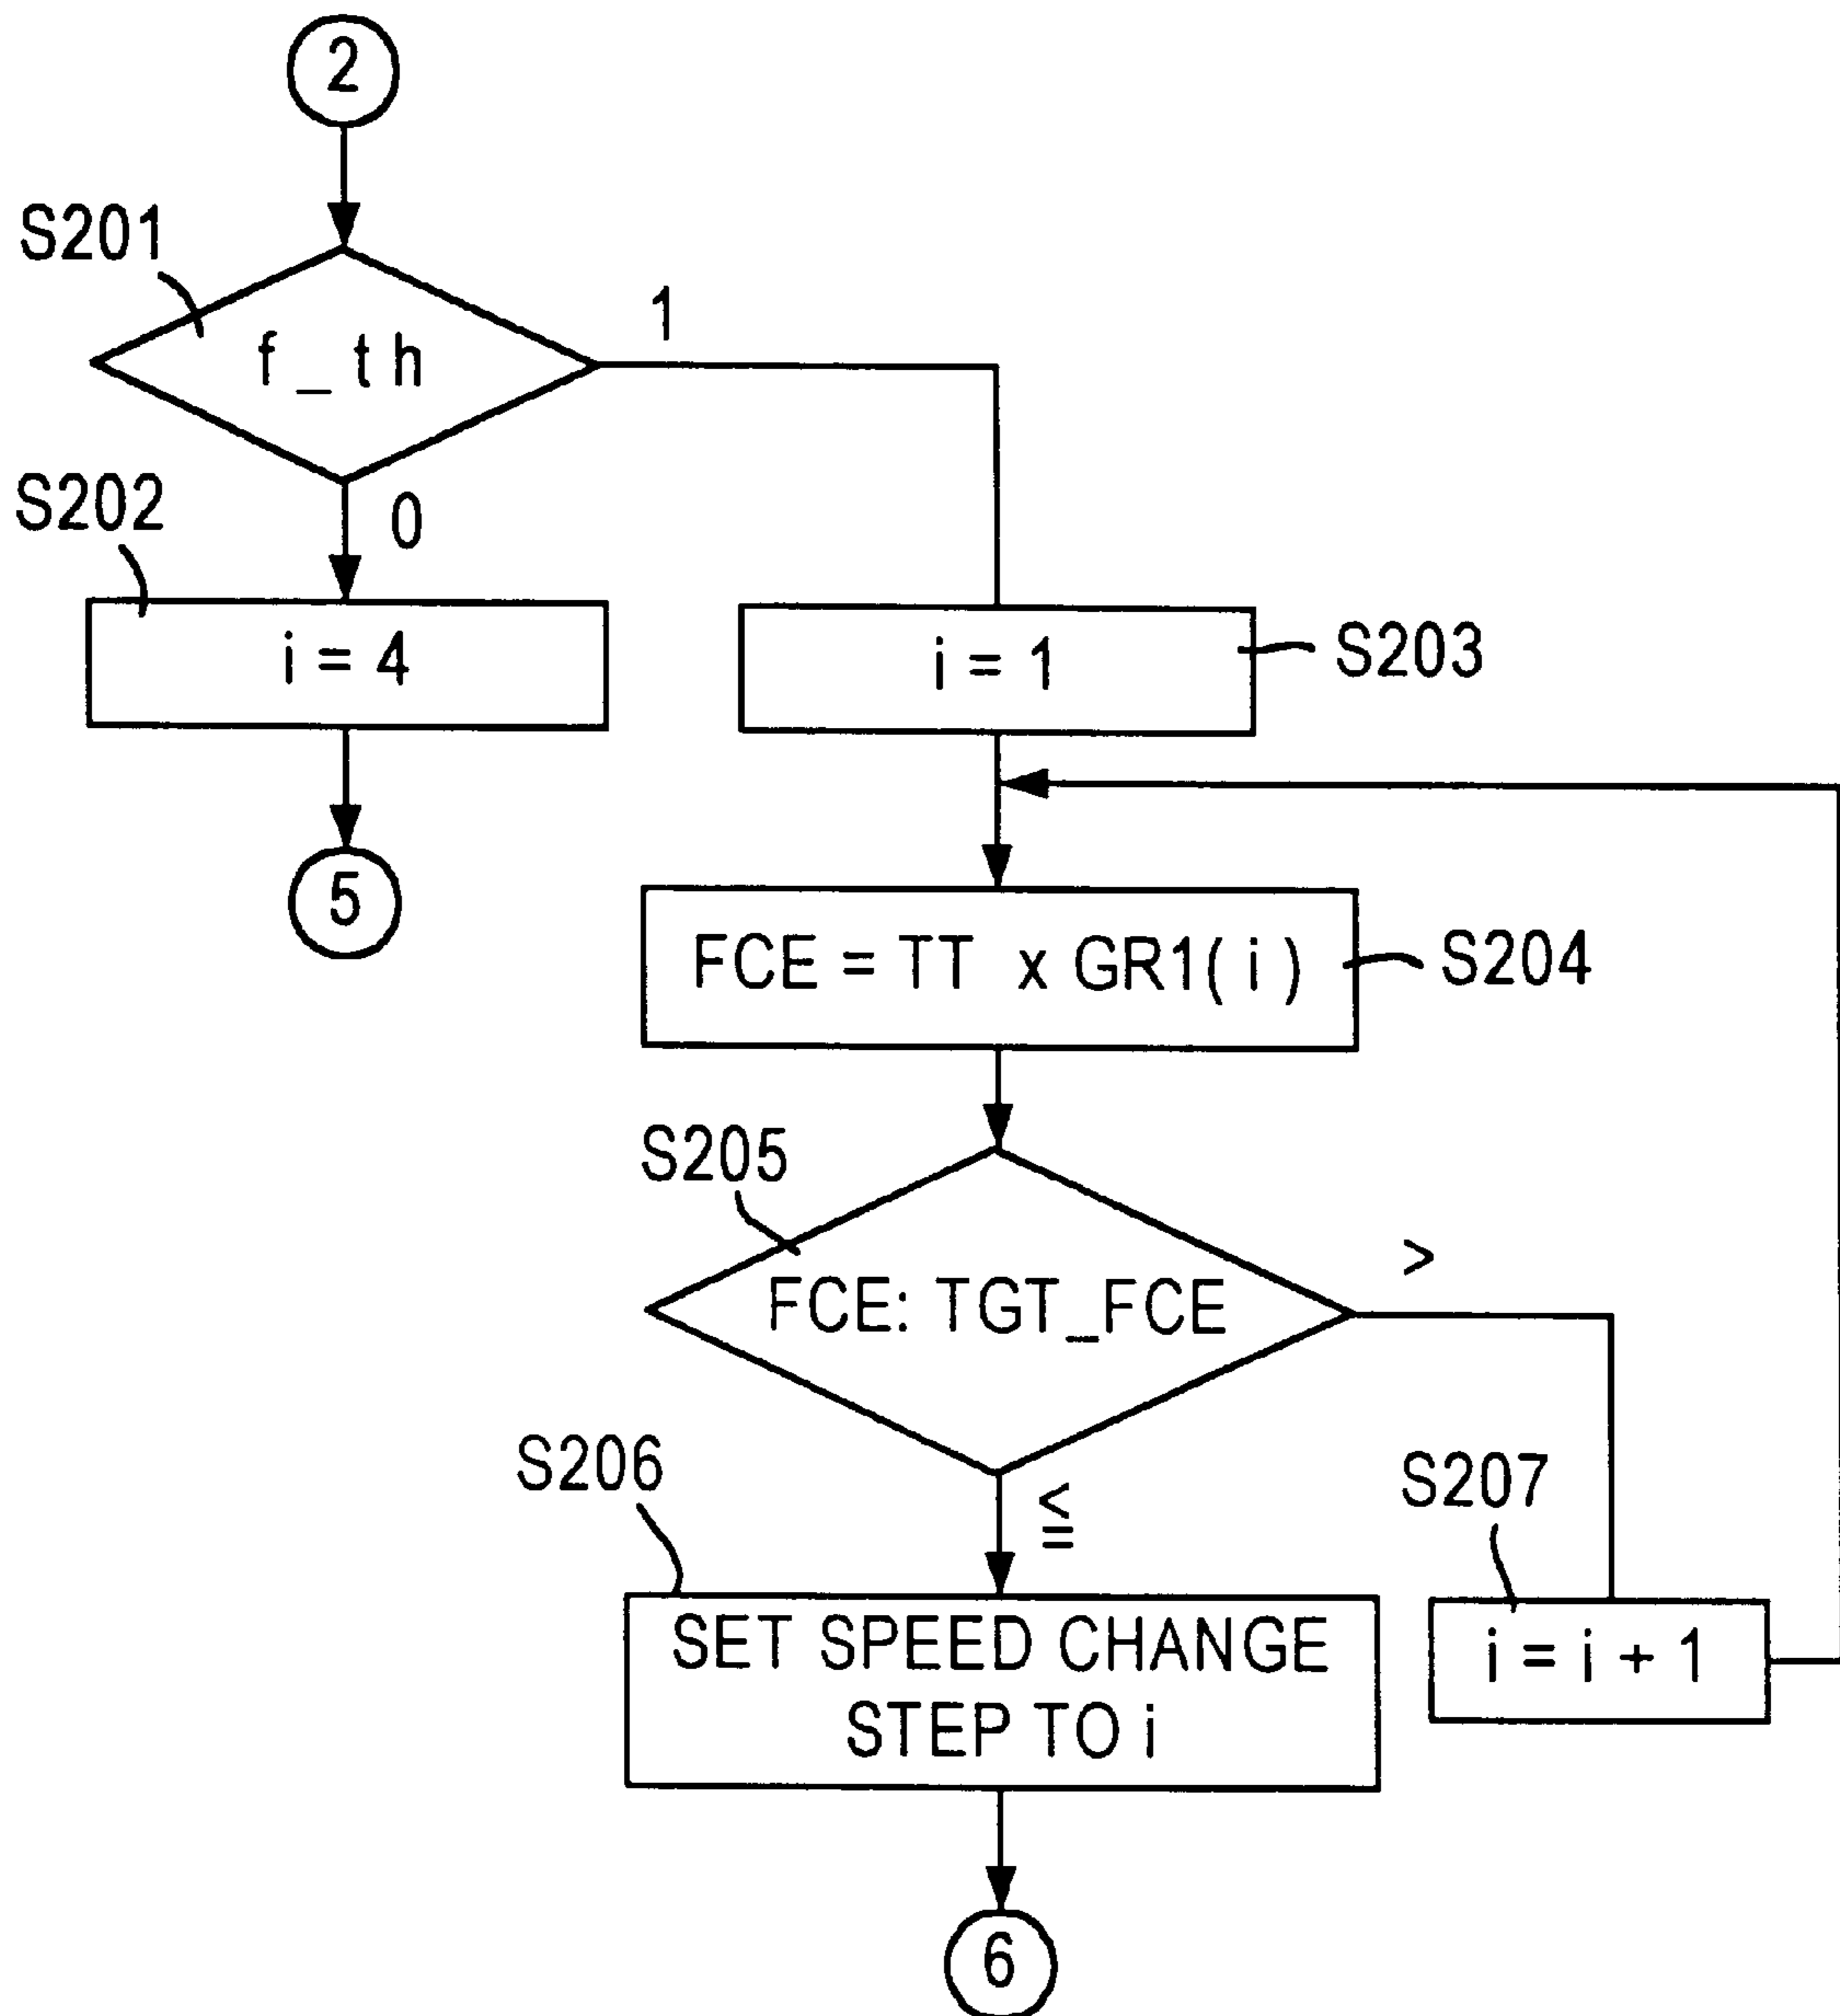 2
S201
f_th
1
S202
0
i = 4
i = 1
S203
5
FCE = TT x GR1( i )
S204
S205
FCE: TGT_FCE
>
S206
≦
S207
SET SPEED CHANGE
STEP TO i
i = i + 1
6